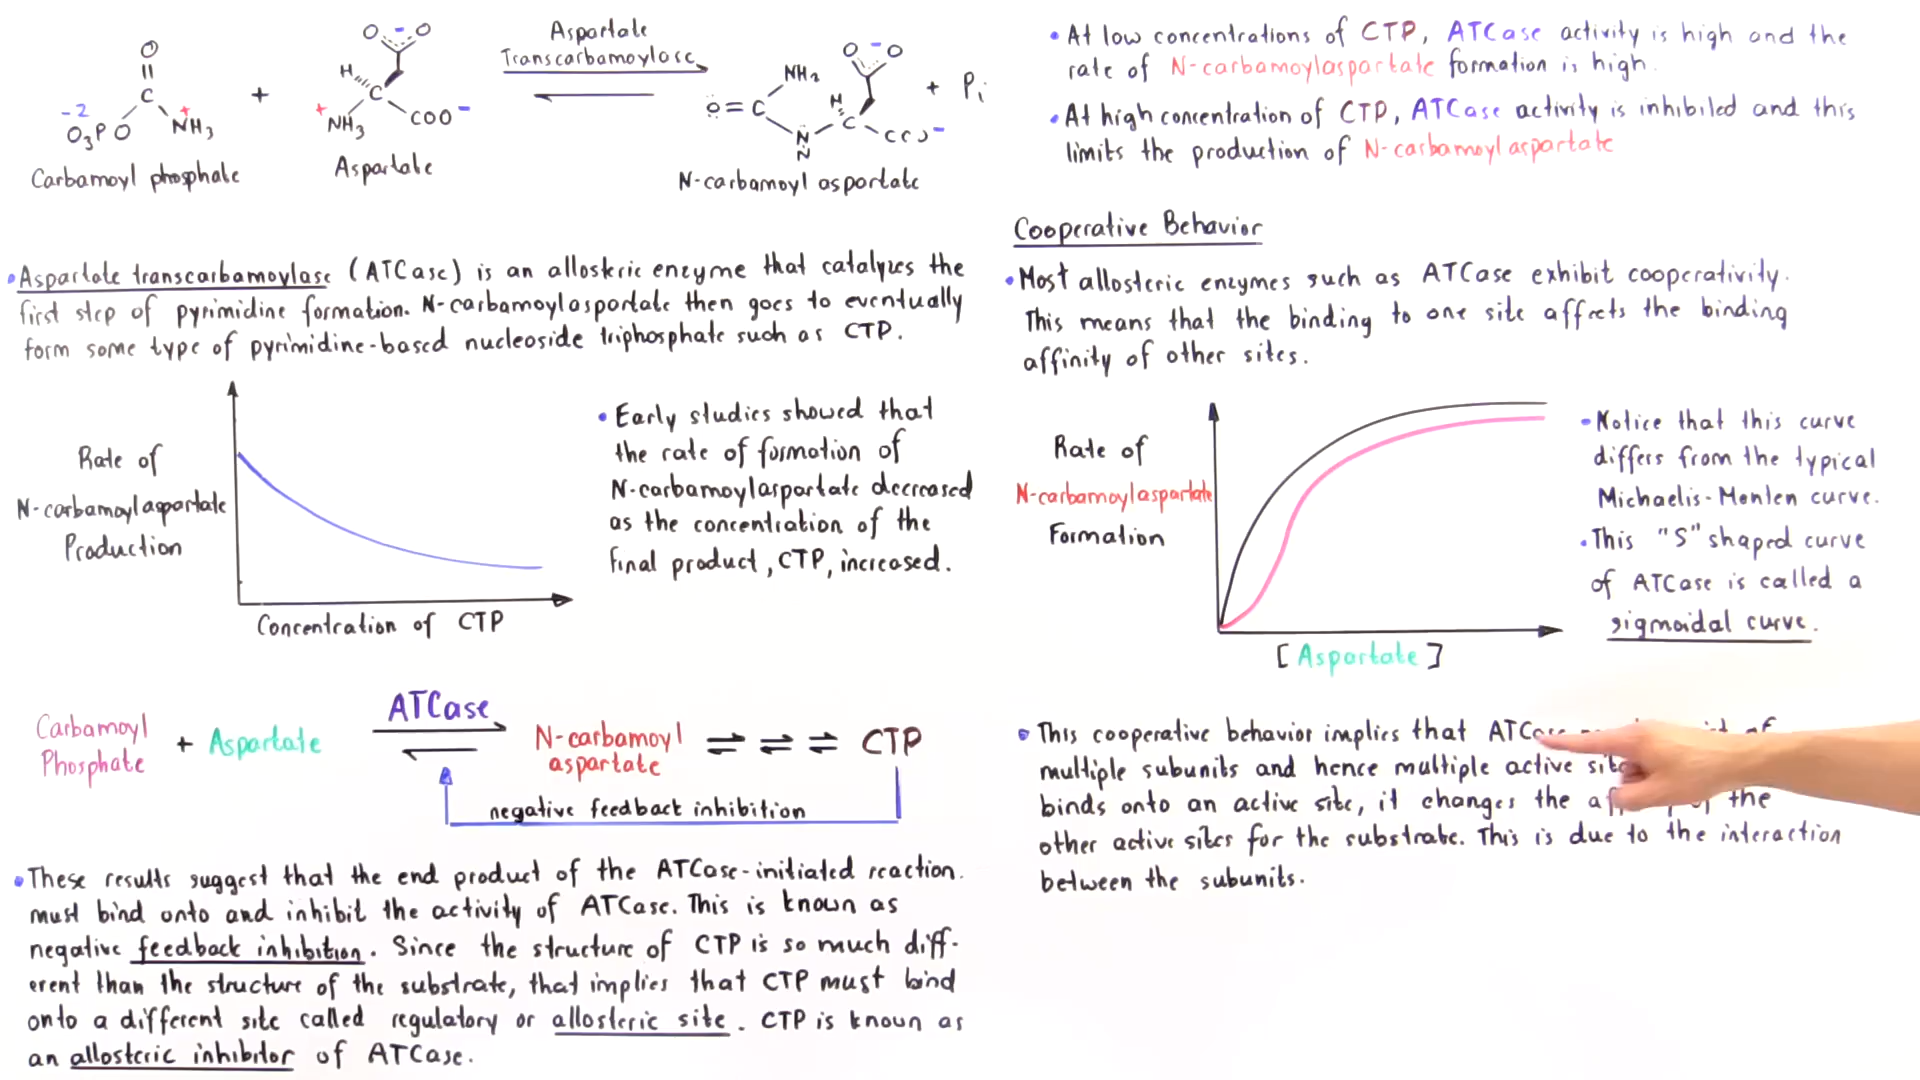 O
||
C
-2
O3PO
+
NH3
Carbamoyl phosphate
+
O - O
H
C
+
NH3
COO -
Aspartate
Aspartate
Transcarbamoylase
O - O
NH2
O=C
H
C
N
COO-
+ Pi
N-carbamoyl aspartate
• Aspartate transcarbamoylase (ATCase) is an allosteric enzyme that catalyzes the
first step of pyrimidine formation. N-carbamoylaspartate then goes to eventually
form some type of pyrimidine-based nucleoside triphosphate such as CTP.
Rate of
N-carbamoylaspartate
Production
Concentration of CTP
• Early studies showed that
the rate of formation of
N-carbamoylaspartate decreased
as the concentration of the
final product, CTP, increased.
Carbamoyl
Phosphate
+ Aspartate
ATCase
N-carbamoyl
aspartate
⇌ ⇌ ⇌ CTP
negative feedback inhibition
• These results suggest that the end product of the ATCase-initiated reaction.
must bind onto and inhibit the activity of ATCase. This is known as
negative feedback inhibition. Since the structure of CTP is so much diff-
erent than the structure of the substrate, that implies that CTP must bind
onto a different site called regulatory or allosteric site. CTP is known as
an allosteric inhibitor of ATCase.
• At low concentrations of CTP, ATCase activity is high and the
rate of N-carbamoylaspartate formation is high.
• At high concentration of CTP, ATCase activity is inhibited and this
limits the production of N-carbamoylaspartate
Cooperative Behavior
• Most allosteric enzymes such as ATCase exhibit cooperativity.
This means that the binding to one site affects the binding
affinity of other sites.
Rate of
N-carbamoylaspartate
Formation
[Aspartate]
• Notice that this curve
differs from the typical
Michaelis-Menten curve.
• This "S" shaped curve
of ATCase is called a
sigmoidal curve.
• This cooperative behavior implies that ATCase of
multiple subunits and hence multiple active
binds onto an active site, it changes the the
other active sites for the substrate. This is due to the interaction
between the subunits.